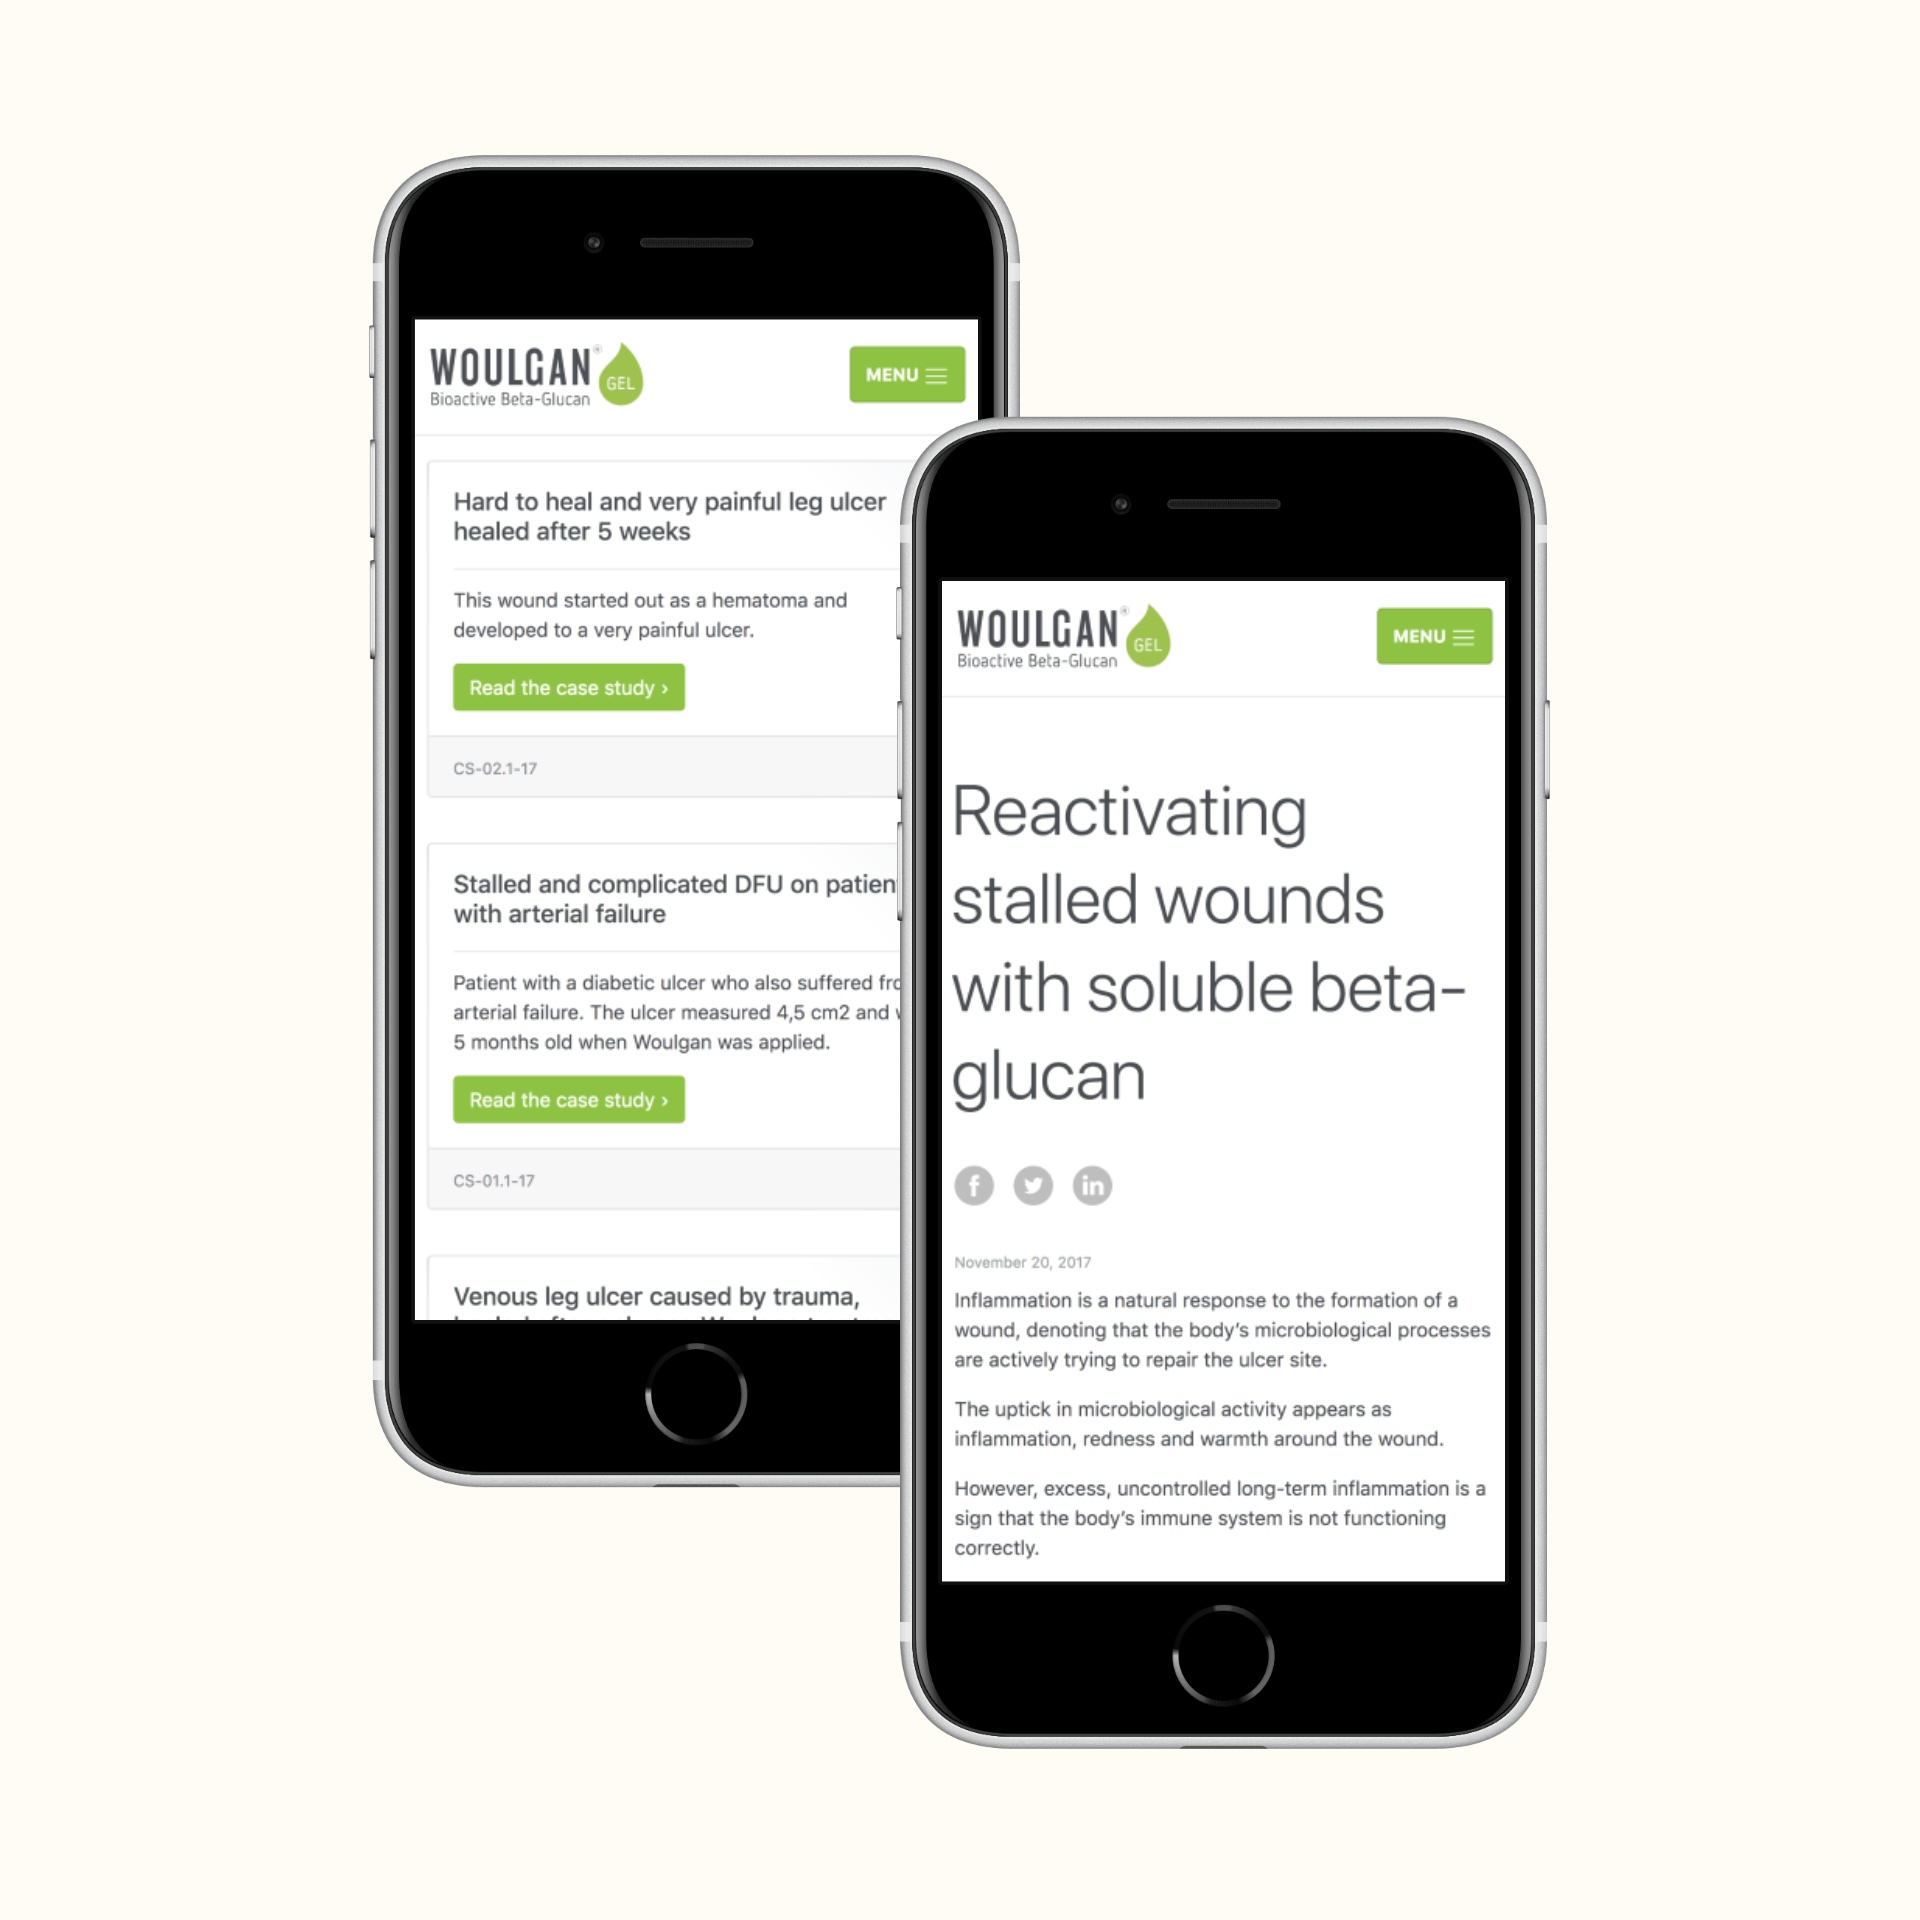 WOULGAN®
GEL
Bioactive Beta-Glucan
MENU
Hard to heal and very painful leg ulcer
healed after 5 weeks
This wound started out as a hematoma and
developed to a very painful ulcer.
Read the case study ›
CS-02.1-17
Stalled and complicated DFU on patien
with arterial failure
Patient with a diabetic ulcer who also suffered fro
arterial failure. The ulcer measured 4,5 cm2 and
5 months old when Woulgan was applied.
Read the case study ›
CS-01.1-17
Venous leg ulcer caused by trauma,
WOULGAN®
GEL
Bioactive Beta-Glucan
MENU
Reactivating
stalled wounds
with soluble beta-
glucan
f
in
November 20, 2017
Inflammation is a natural response to the formation of a
wound, denoting that the body’s microbiological processes
are actively trying to repair the ulcer site.
The uptick in microbiological activity appears as
inflammation, redness and warmth around the wound.
However, excess, uncontrolled long-term inflammation is a
sign that the body’s immune system is not functioning
correctly.